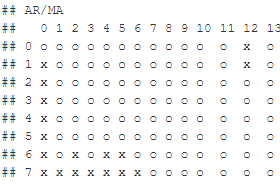 ## AR/MA
##   0 1 2 3 4 5 6 7 8 9 10 11 12 13
## 0 o o o o o o o o o o o  o  x  o
## 1 x o o o o o o o o o o  o  x  o
## 2 x o o o o o o o o o o  o  o  o
## 3 x o o o o o o o o o o  o  o  o
## 4 x o o o o o o o o o o  o  o  o
## 5 x o o o o o o o o o o  o  o  o
## 6 x o x o x x o o o o o  o  o  o
## 7 x x x x x x x o o o o  o  o  o